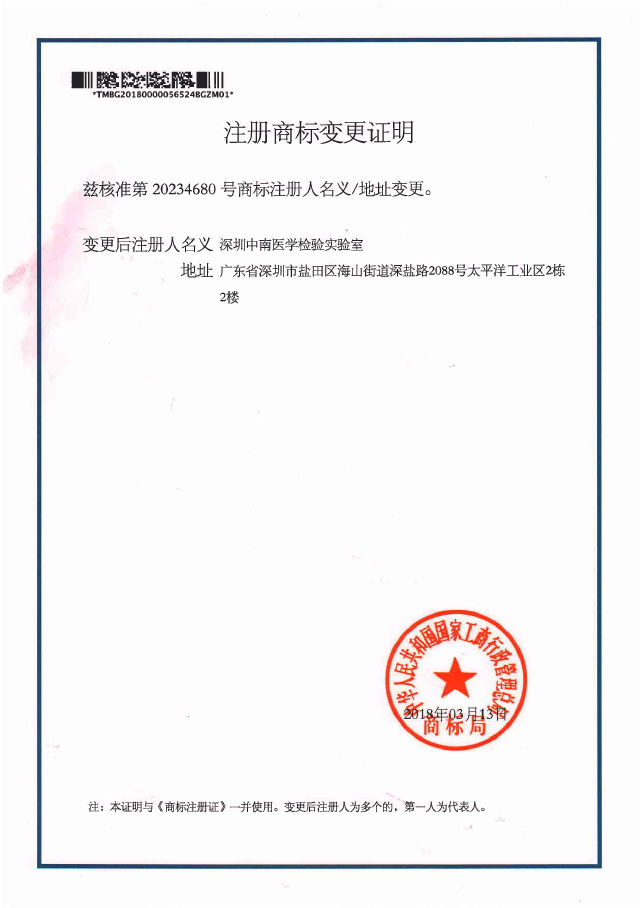 *TMBG20180000056524BGZM01*
注册商标变更证明
兹核准第 20234680 号商标注册人名义/地址变更。
变更后注册人名义 深圳中南医学检验实验室
地址 广东省深圳市盐田区海山街道深盐路2088号太平洋工业区2栋
2楼
中华人民共和国国家工商行政管理总局
2018年03月13日
商标局
注：本证明与《商标注册证》一并使用。变更后注册人为多个的，第一人为代表人。